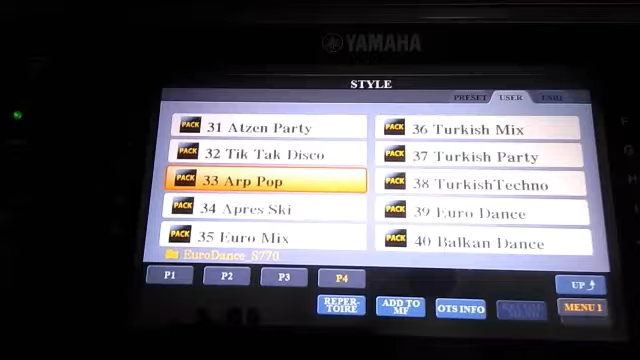 YAMAHA
STYLE
PRESET USER USB1
PACK 31 Atzen Party
PACK 32 Tik Tak Disco
PACK 33 Arp Pop
PACK 34 Apres Ski
PACK 35 Euro Mix
PACK 36 Turkish Mix
PACK 37 Turkish Party
PACK 38 TurkishTechno
PACK 39 Euro Dance
PACK 40 Balkan Dance
EuroDance_S770
P1 P2 P3 P4 UP
REPER-
TOIRE
ADD TO
MF
OTS INFO
MENU 1
F
G
H